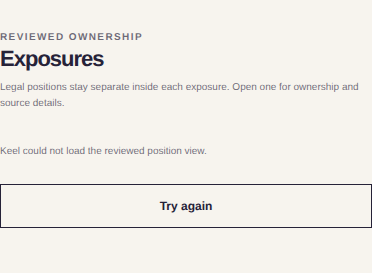 REVIEWED OWNERSHIP
Exposures
Legal positions stay separate inside each exposure. Open one for ownership and
source details.
Keel could not load the reviewed position view.
Try again